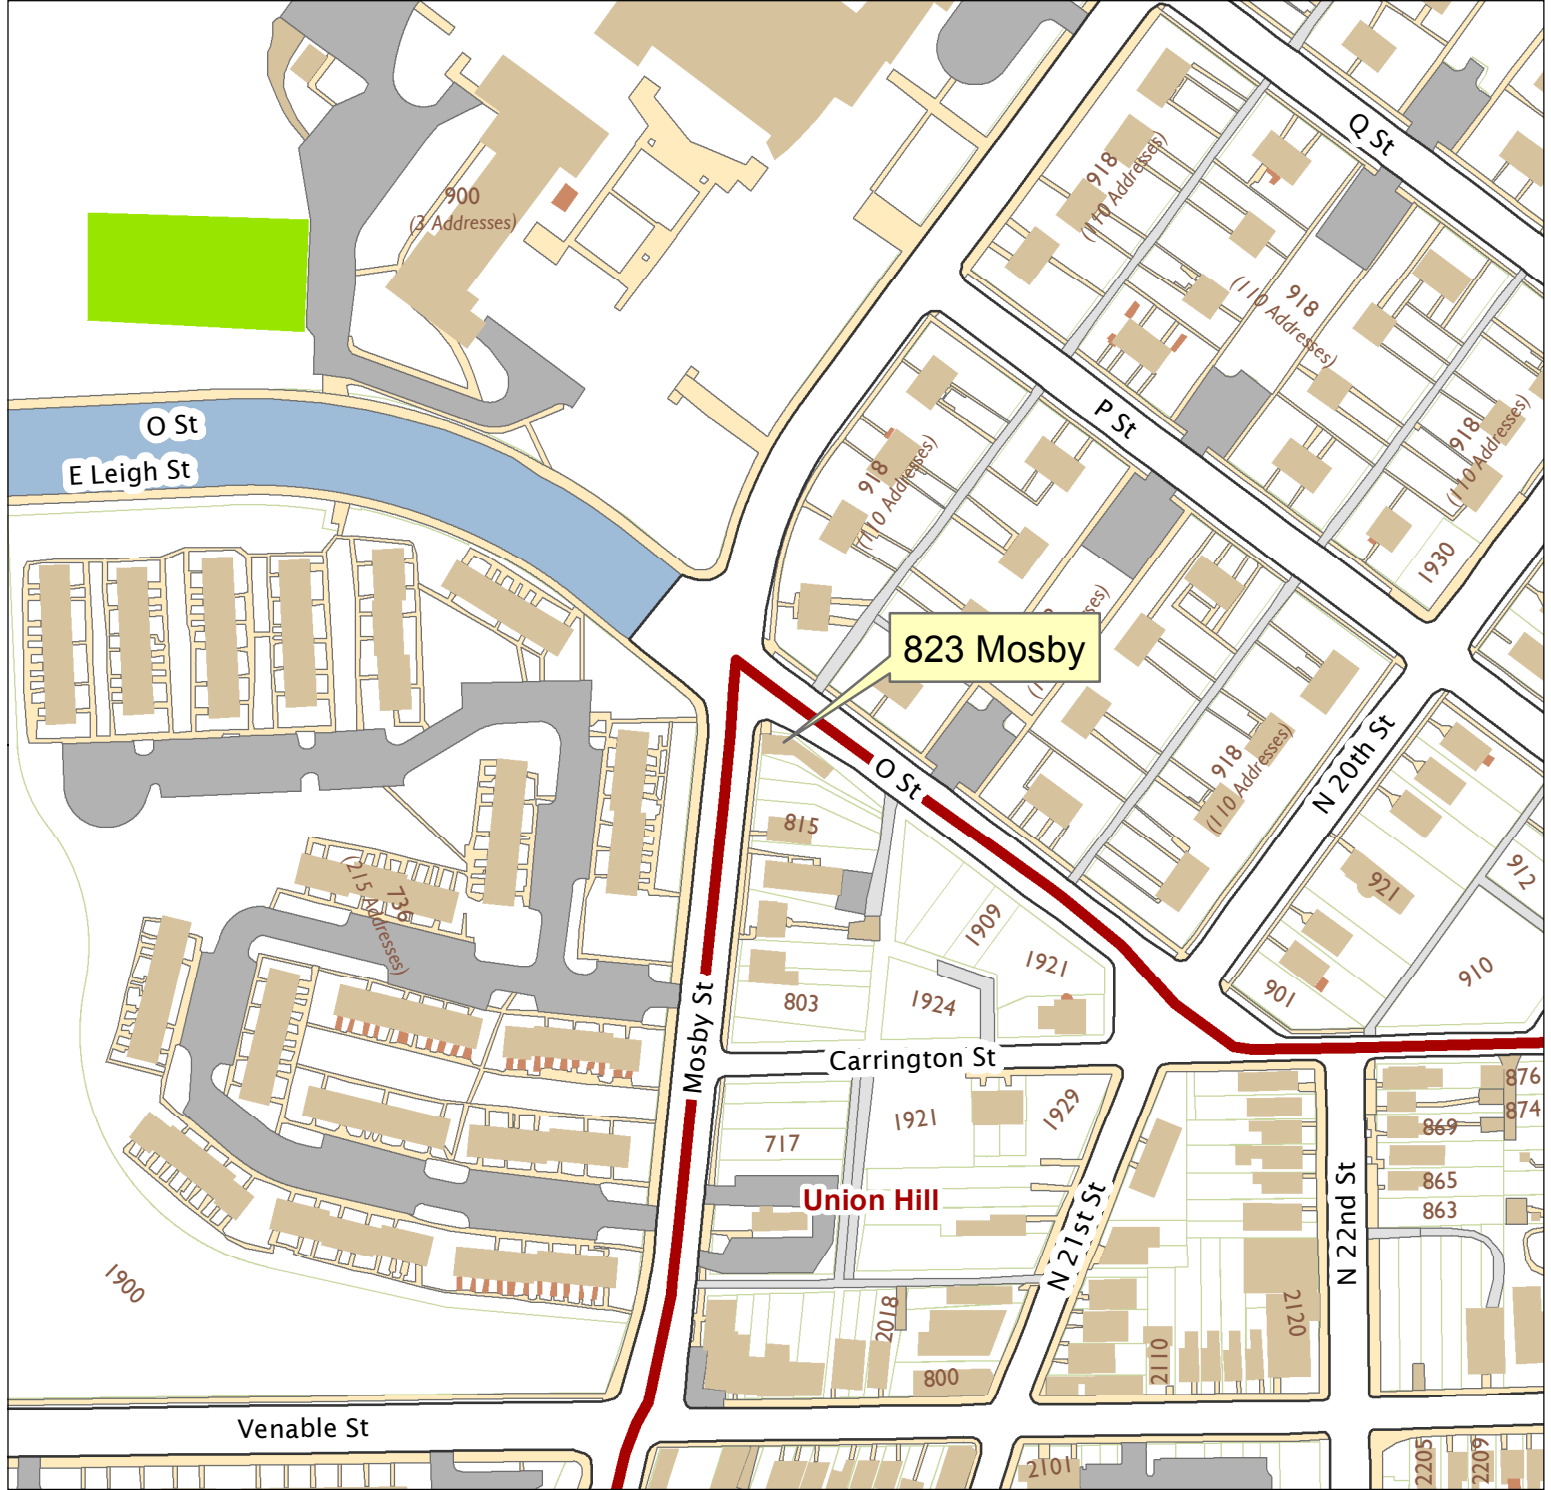 Q St
918
(110 Addresses)
900
(3 Addresses)
918
(110 Addresses)
O St
E Leigh St
P St
918
(110 Addresses)
918
(110 Addresses)
1930
823 Mosby
N 20th St
918
(110 Addresses)
O St
815
736
(215 Addresses)
921
912
1909
1921
910
901
803
1924
Mosby St
Carrington St
876
874
1921
1929
869
717
865
863
Union Hill
N 21st St
N 22nd St
1900
2018
2120
2110
800
Venable St
2101
2205
2209